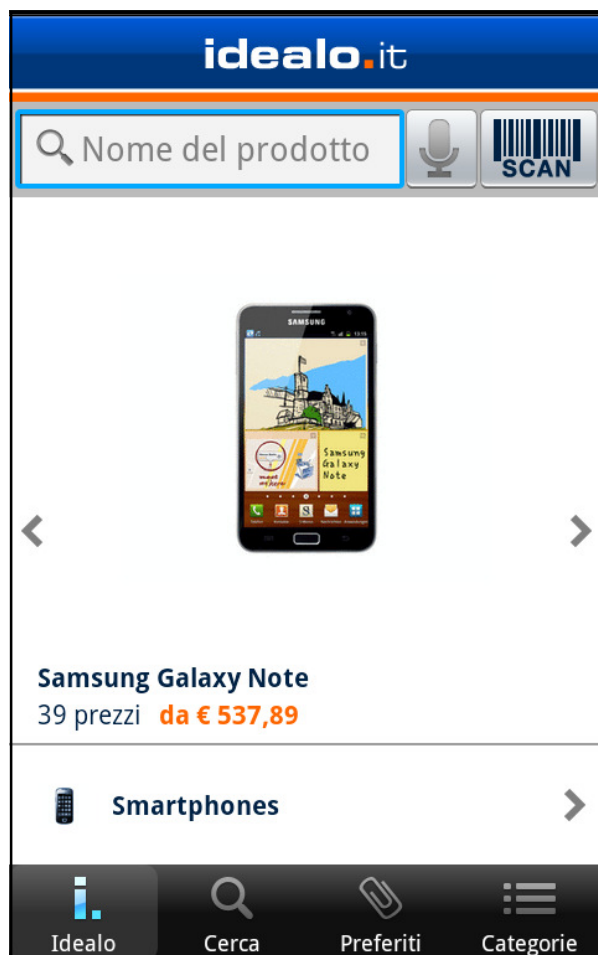 idealo.it
Nome del prodotto
SCAN
SAMSUNG
Samsung
Galaxy
Note
Samsung Galaxy Note
39 prezzi da € 537,89
Smartphones
i.
Idealo Cerca Preferiti Categorie